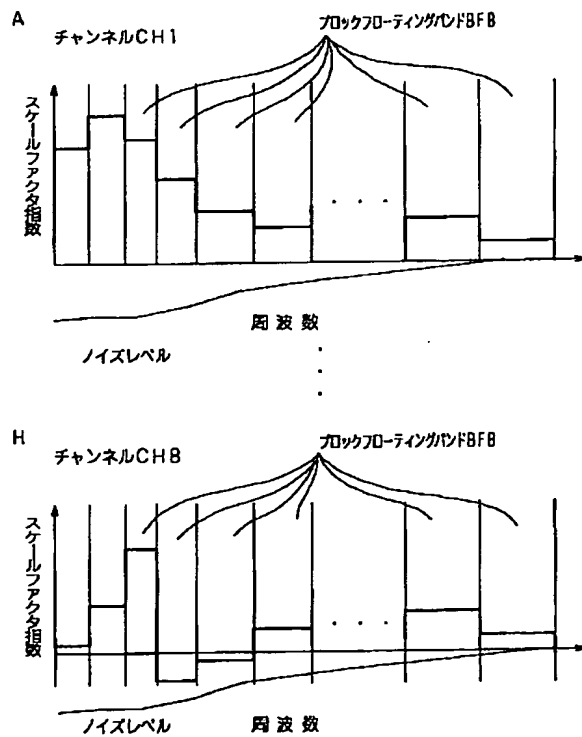 A
チャンネルCH1
ブロックフローティングバンドBFB
スケールファクタ指数
. . .
周波数
ノイズレベル
H
チャンネルCH8
ブロックフローティングバンドBFB
スケールファクタ指数
. . .
ノイズレベル
周波数